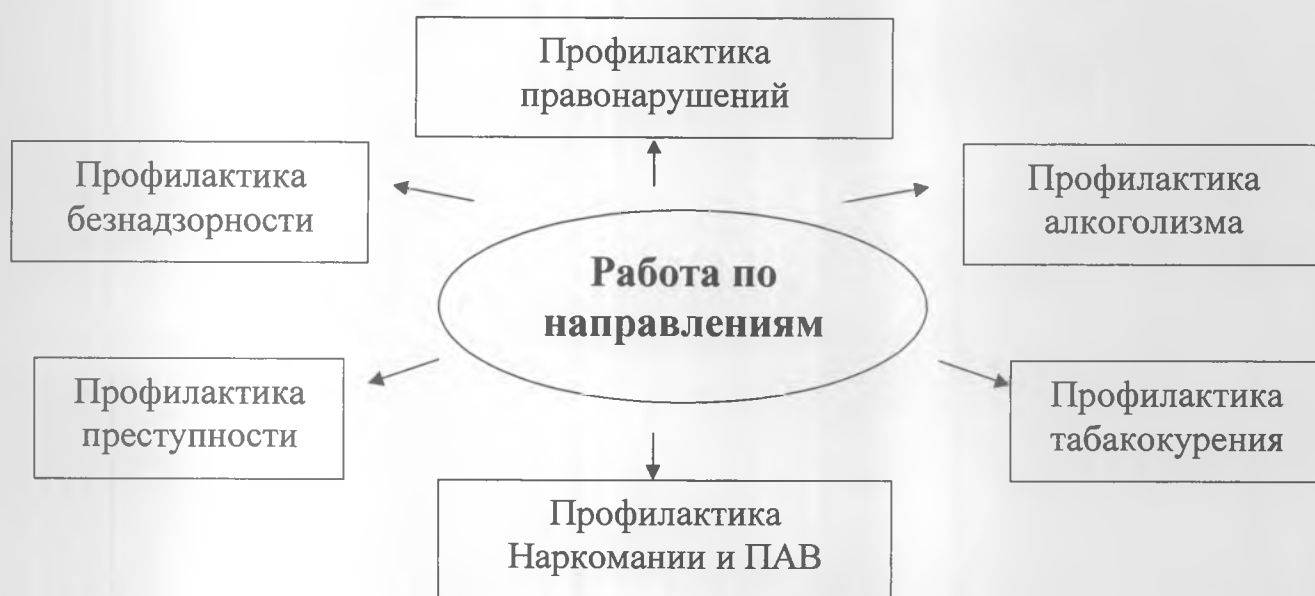 Профилактика
правонарушений
Профилактика
безнадзорности
Профилактика
алкоголизма
Работа по
направлениям
Профилактика
преступности
Профилактика
табакокурения
Профилактика
Наркомании и ПАВ